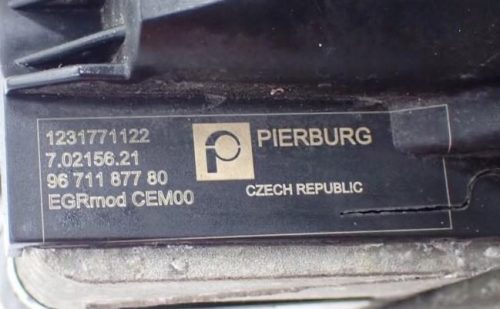 1231771122
7.02156.21
96 711 877 80
EGRmod CEM00
PIERBURG
CZECH REPUBLIC